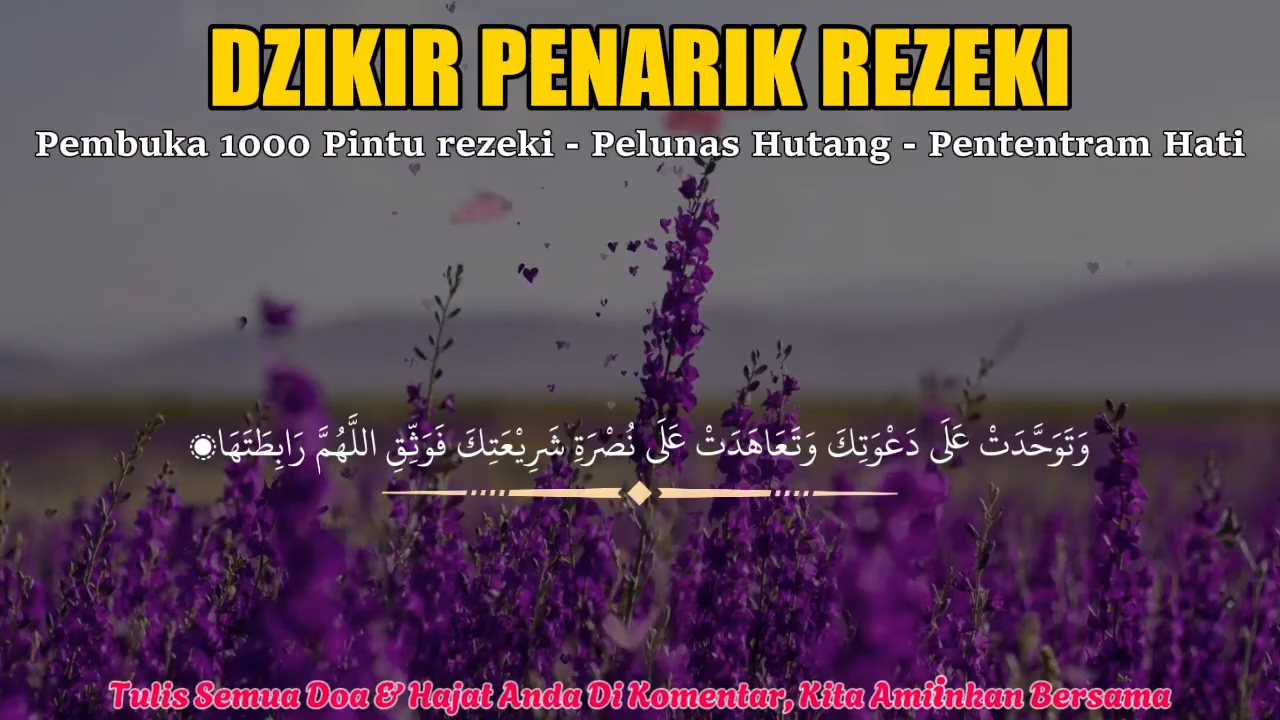 DZIKIR PENARIK REZEKI
Pembuka 1000 Pintu rezeki - Pelunas Hutang - Pententram Hati
وَتَوَحَّدَتْ عَلَى دَعْوَتِكَ وَتَعَاهَدَتْ عَلَى نُصْرَةِ شَرِيْعَتِكَ فَوَثِّقِ اللَّهُمَّ رَابِطَتَهَا
Tulis Semua Doa & Hajat Anda Di Komentar, Kita Amiinkan Bersama